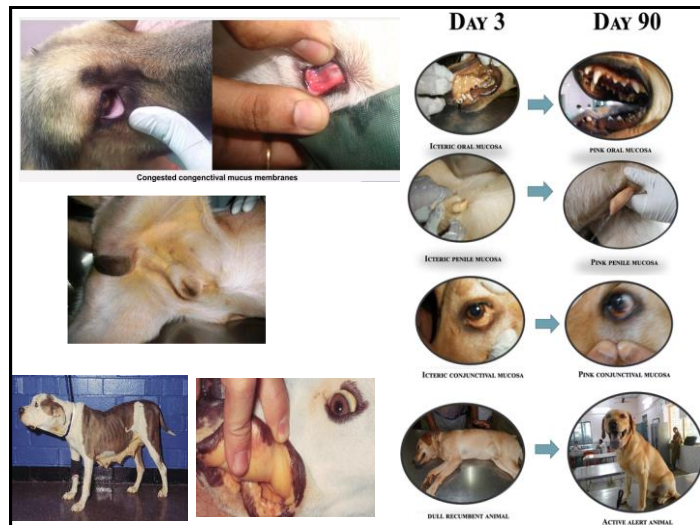 DAY 3
DAY 90
ICTERIC ORAL MUCOSA
PINK ORAL MUCOSA
Congested congenctival mucus membranes
ICTERIC PENILE MUCOSA
PINK PENILE MUCOSA
ICTERIC CONJUNCTIVAL MUCOSA
PINK CONJUNCTIVAL MUCOSA
DULL RECUMBENT ANIMAL
ACTIVE ALERT ANIMAL